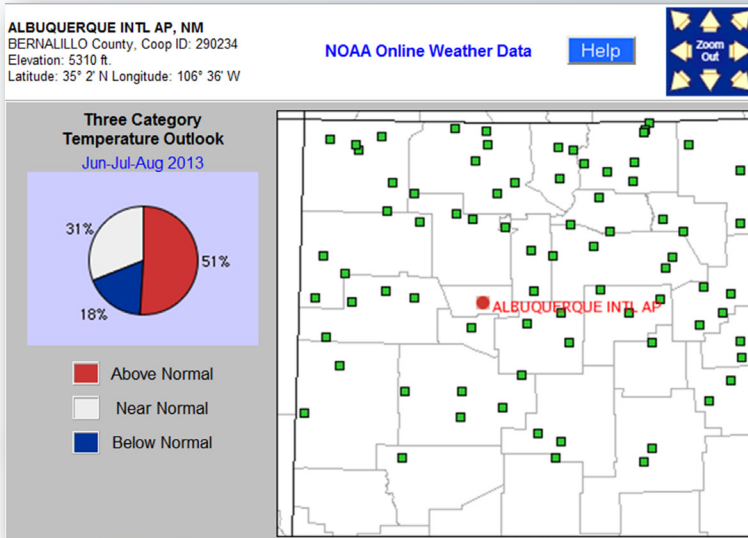 ALBUQUERQUE INTL AP, NM
BERNALILLO County, Coop ID: 290234
Elevation: 5310 ft.
Latitude: 35° 2' N Longitude: 106° 36' W
NOAA Online Weather Data
Help
Zoom
Out
Three Category
Temperature Outlook
Jun-Jul-Aug 2013
31%
51%
18%
Above Normal
Near Normal
Below Normal
ALBUQUERQUE INTL AP